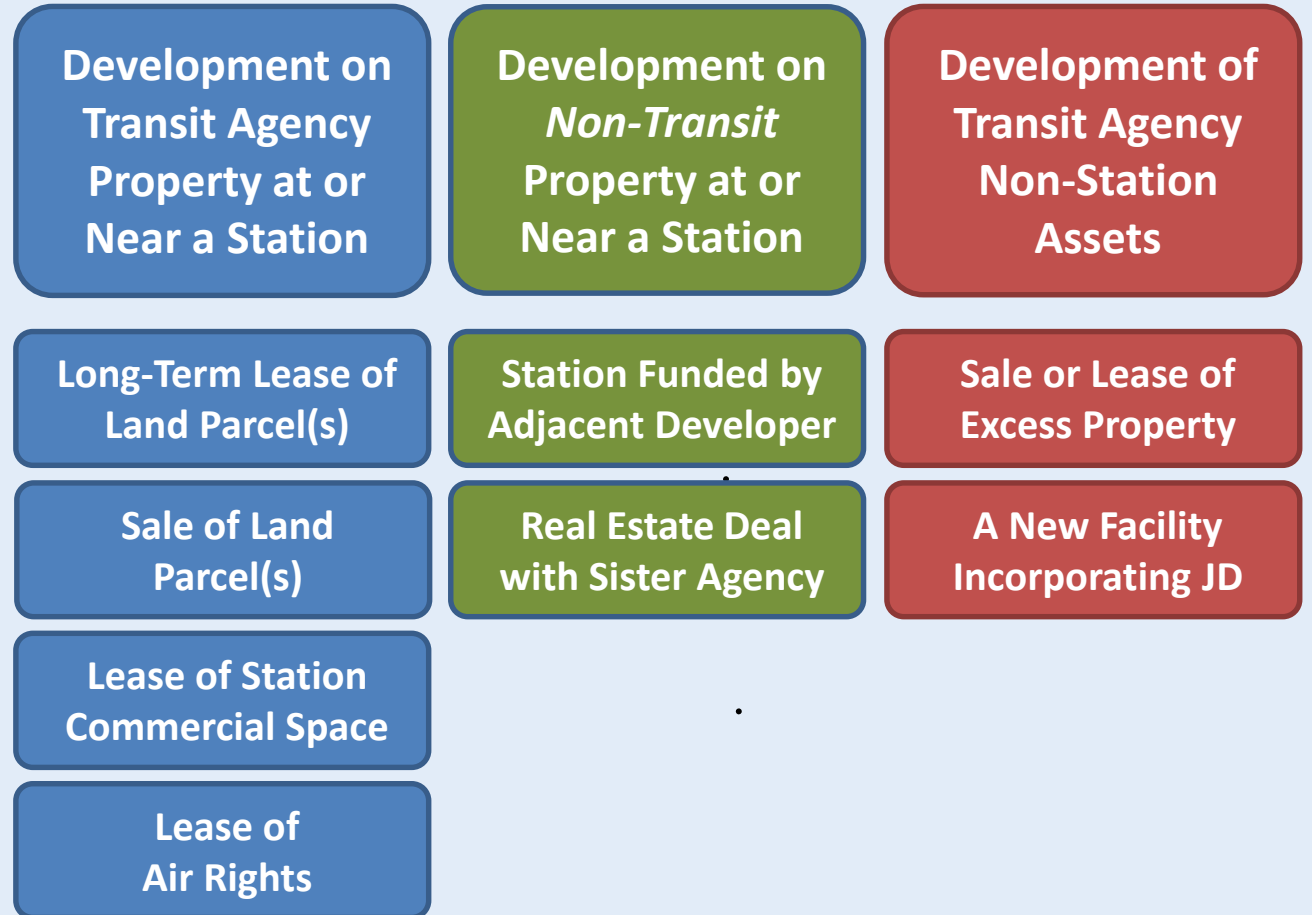 Development on
Transit Agency
Property at or
Near a Station
Long-Term Lease of
Land Parcel(s)
Sale of Land
Parcel(s)
Lease of Station
Commercial Space
Lease of
Air Rights
Development on
Non-Transit
Property at or
Near a Station
Station Funded by
Adjacent Developer
Real Estate Deal
with Sister Agency
Development of
Transit Agency
Non-Station
Assets
Sale or Lease of
Excess Property
A New Facility
Incorporating JD